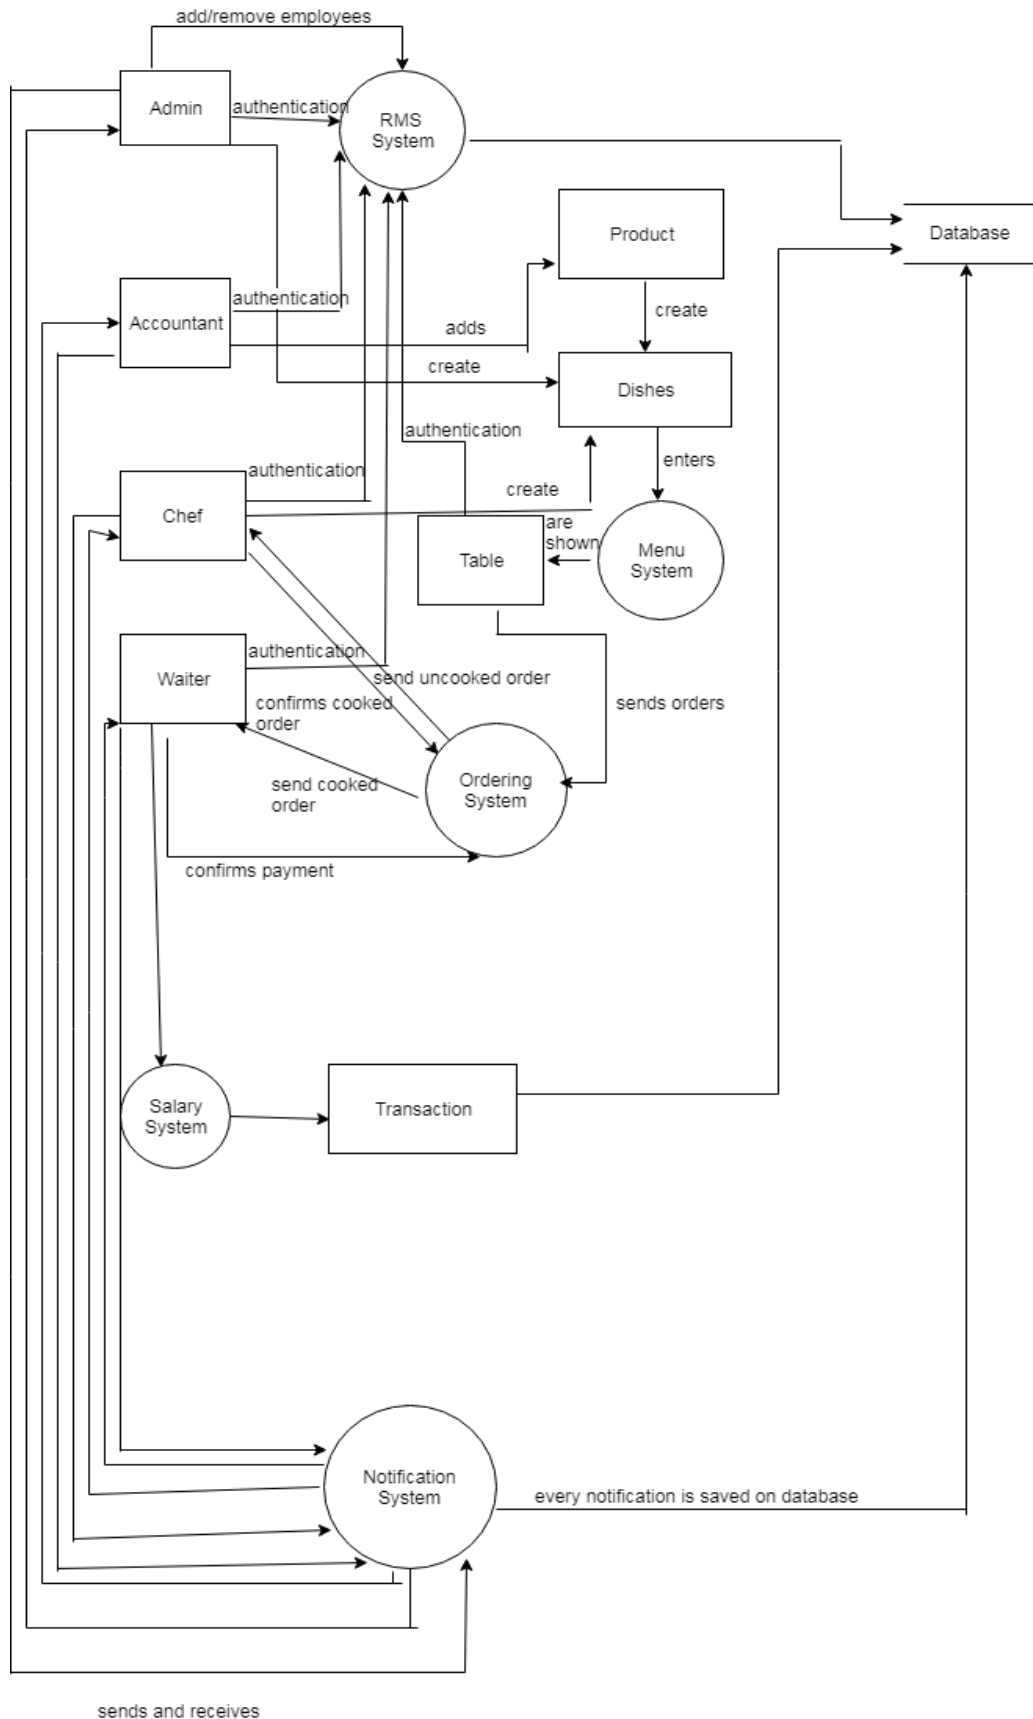 add/remove employees
Admin
authentication
RMS
System
Product
Database
authentication
Accountant
adds
create
create
Dishes
authentication
enters
authentication
create
Chef
are
shown
Table
Menu
System
authentication
Waiter
send uncooked order
confirms cooked
order
sends orders
send cooked
order
Ordering
System
confirms payment
Salary
System
Transaction
Notification
System
every notification is saved on database
sends and receives